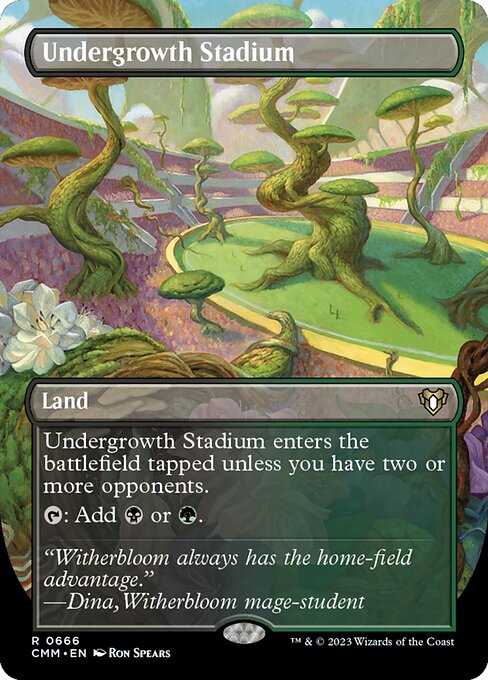 Undergrowth Stadium
Land
Undergrowth Stadium enters the
battlefield tapped unless you have two or
more opponents.
: Add or .
“Witherbloom always has the home-field
advantage.”
—Dina, Witherbloom mage-student
R 0666
CMM • EN Ron Spears
™ & © 2023 Wizards of the Coast